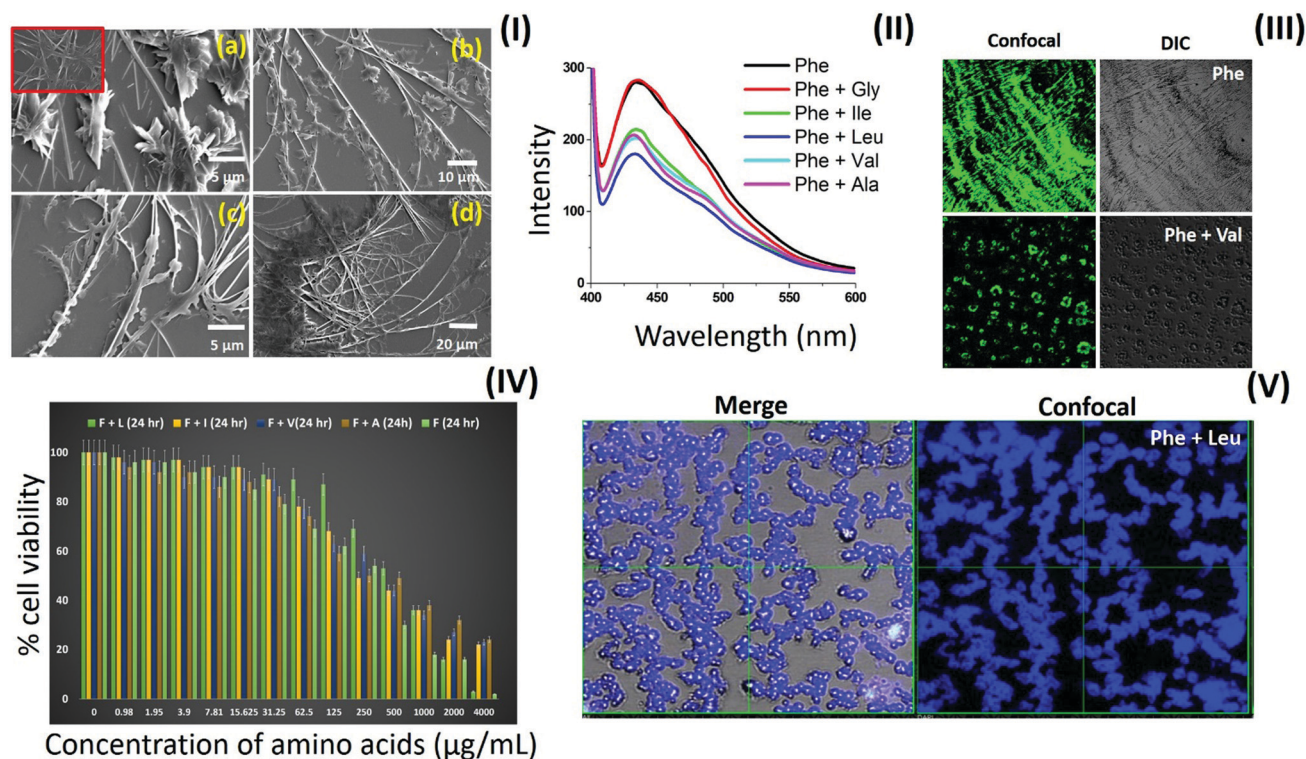 (I)
(a)
5 µm
(b)
10 µm
(c)
5 µm
(d)
20 µm
(II)
Intensity
300
200
100
0
Phe
Phe + Gly
Phe + Ile
Phe + Leu
Phe + Val
Phe + Ala
400 450 500 550 600
Wavelength (nm)
(III)
Confocal DIC
Phe
Phe + Val
(IV)
% cell viability
F + L (24 hr) F + I (24 hr) F + V(24 hr) F + A (24h) F (24 hr)
100
80
60
40
20
0
0 0.98 1.95 3.9 7.81 15.625 31.25 62.5 125 250 500 1000 2000 4000
Concentration of amino acids (µg/mL)
(V)
Merge Confocal
Phe + Leu